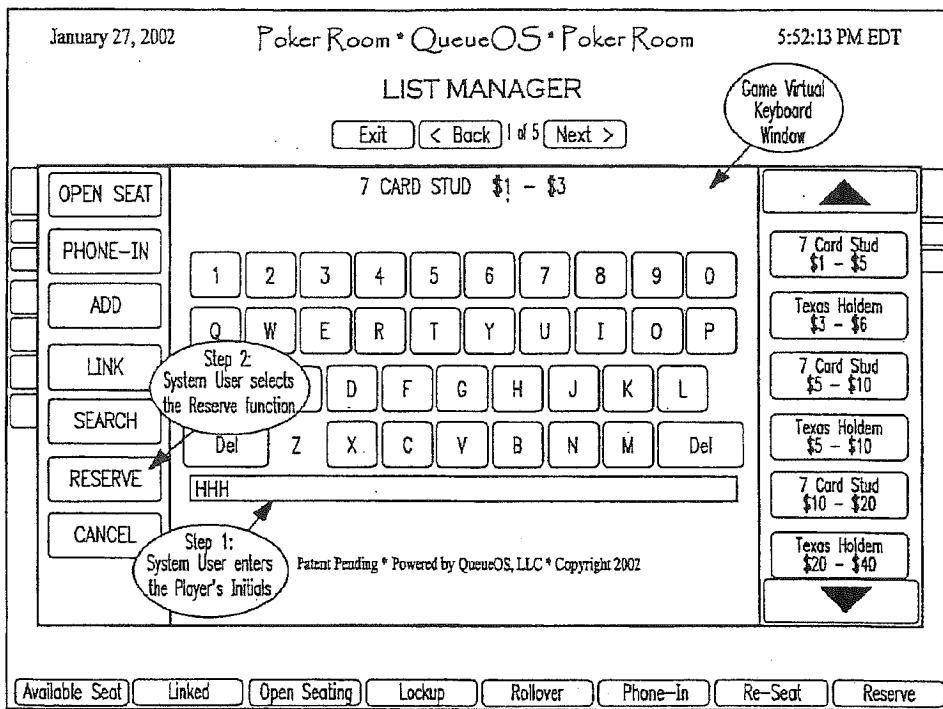 January 27, 2002 Poker Room * QueueOS * Poker Room 5:52:13 PM EDT
LIST MANAGER
Exit < Back 1 of 5 Next >
Game Virtual
Keyboard
Window
OPEN SEAT
PHONE-IN
ADD
LINK
SEARCH
RESERVE
CANCEL
7 CARD STUD $1 - $3
1 2 3 4 5 6 7 8 9 0
Q W E R T Y U I O P
D F G H J K L
Del Z X C V B N M Del
HHH
Step 2:
System User selects
the Reserve function
Step 1:
System User enters
the Player's Initials
Patent Pending * Powered by QueueOS, LLC * Copyright 2002
7 Card Stud
$1 - $5
Texas Holdem
$3 - $6
7 Card Stud
$5 - $10
Texas Holdem
$5 - $10
7 Card Stud
$10 - $20
Texas Holdem
$20 - $40
Available Seat Linked Open Seating Lockup Rollover Phone-In Re-Seat Reserve